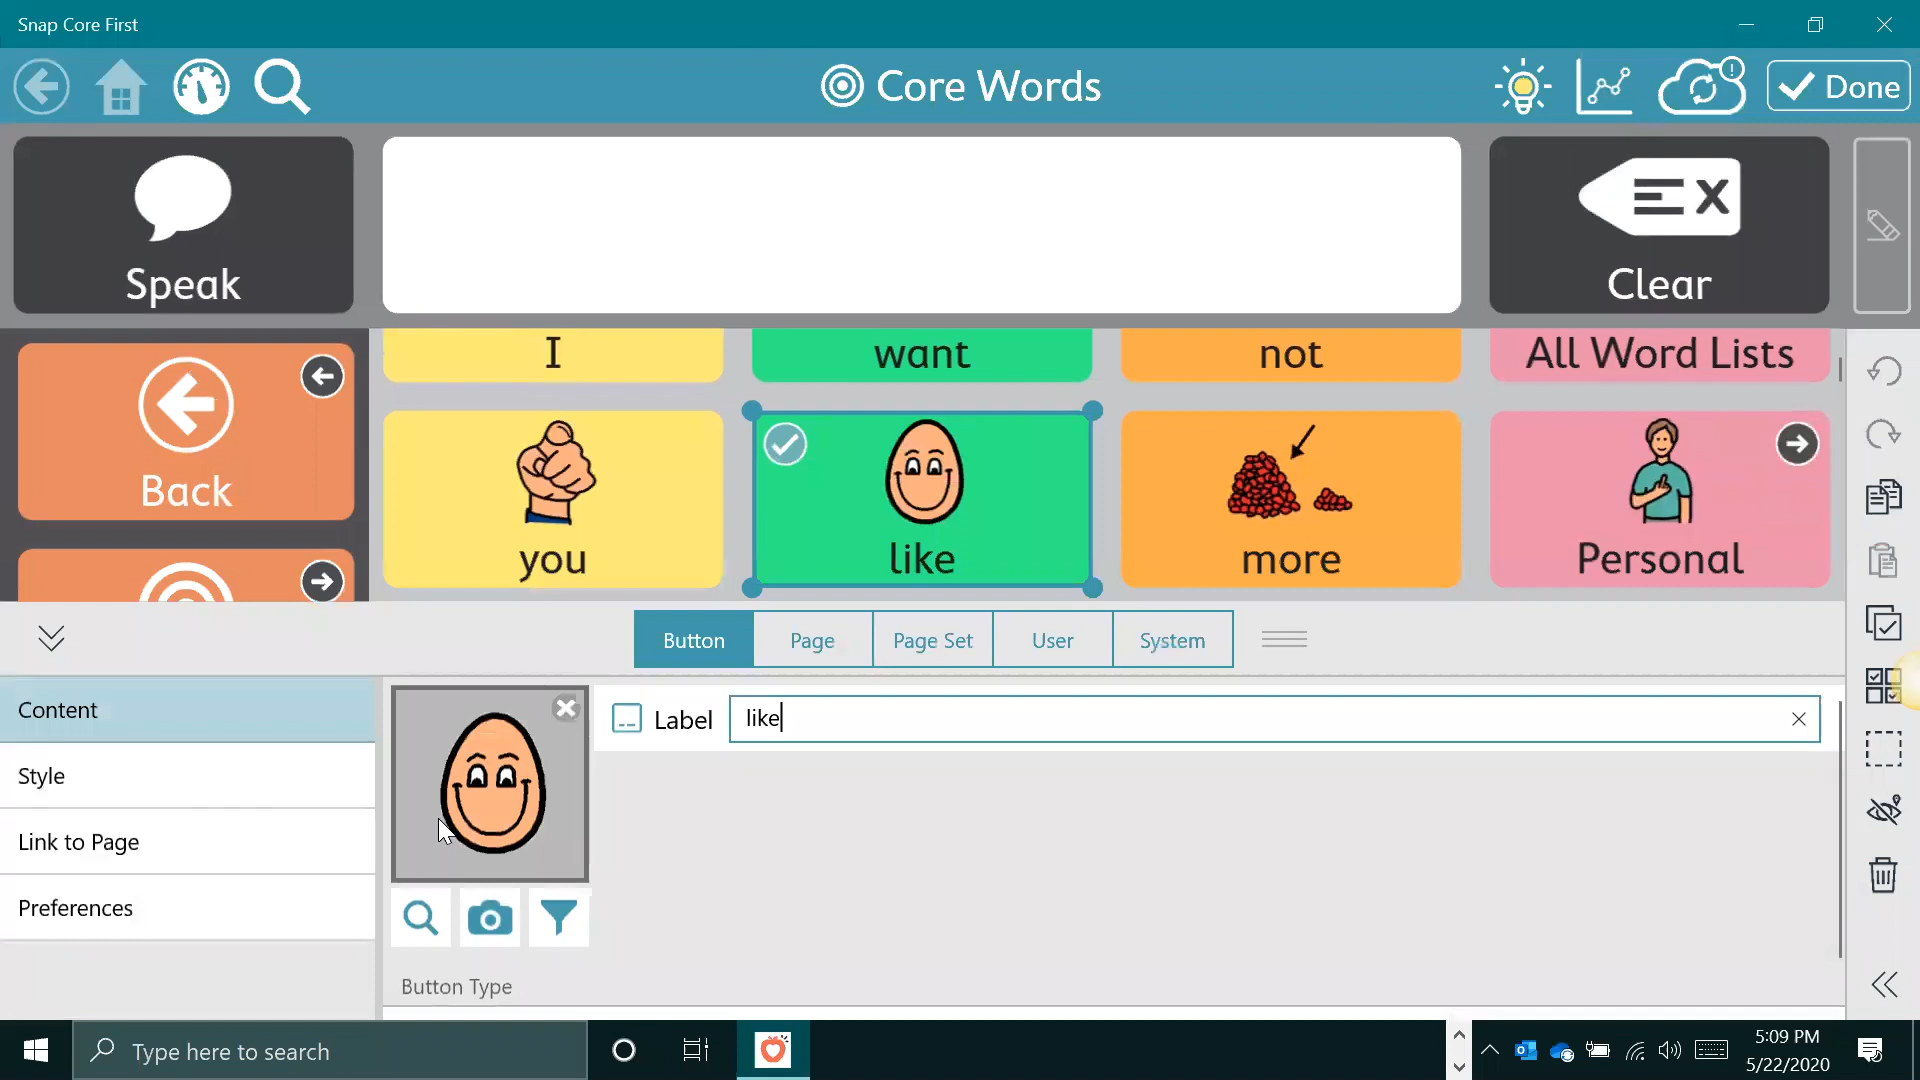 Snap Core First
Core Words
Done
Speak
Clear
I
want
not
All Word Lists
Back
you
like
more
Personal
Button
Page
Page Set
User
System
Content
Label
like
Style
Link to Page
Preferences
Button Type
Type here to search
5:09 PM
5/22/2020